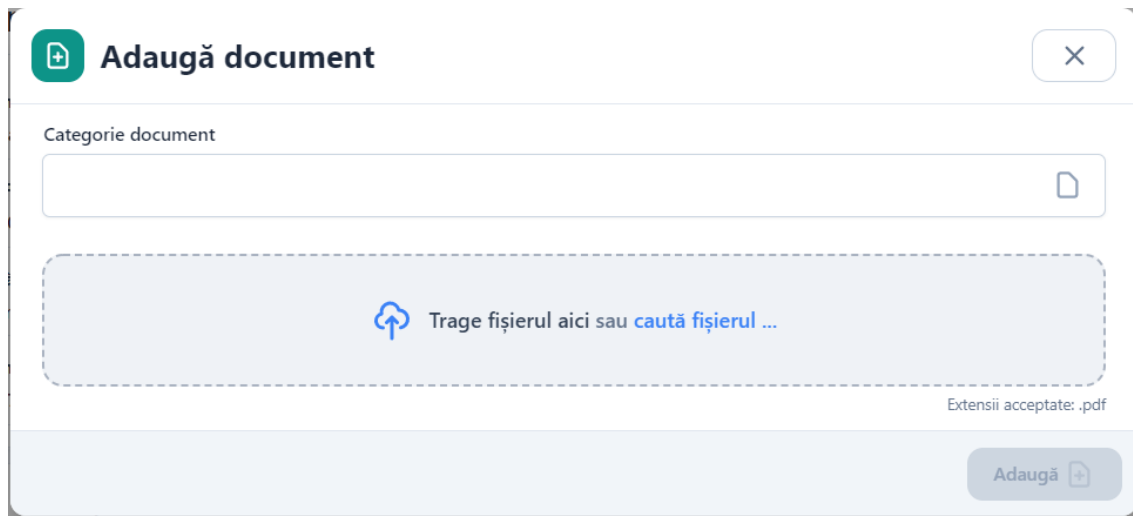 Adaugă document
Categorie document
Trage fișierul aici sau caută fișierul ...
Extensii acceptate: .pdf
Adaugă